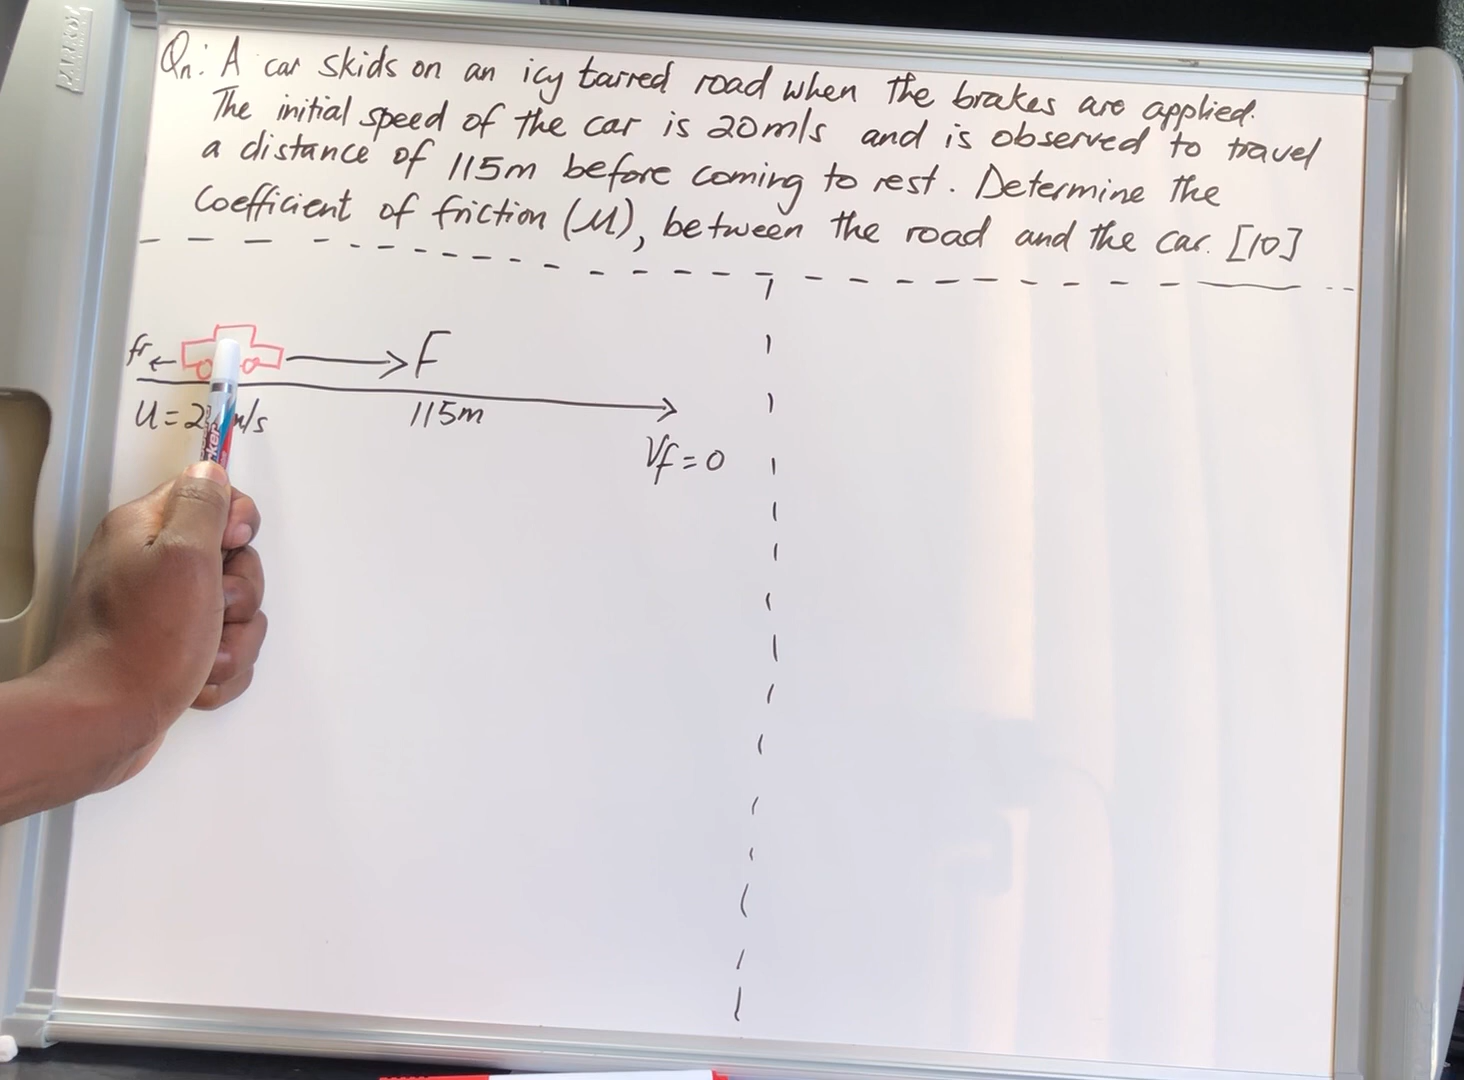 Qn: A car skids on an icy tarred road when the brakes are applied.
The initial speed of the car is 20m/s and is observed to travel
a distance of 115m before coming to rest. Determine the
Coefficient of friction (M), between the road and the car. [10]
fr
F
U=2 m/s
115m
Vf=0